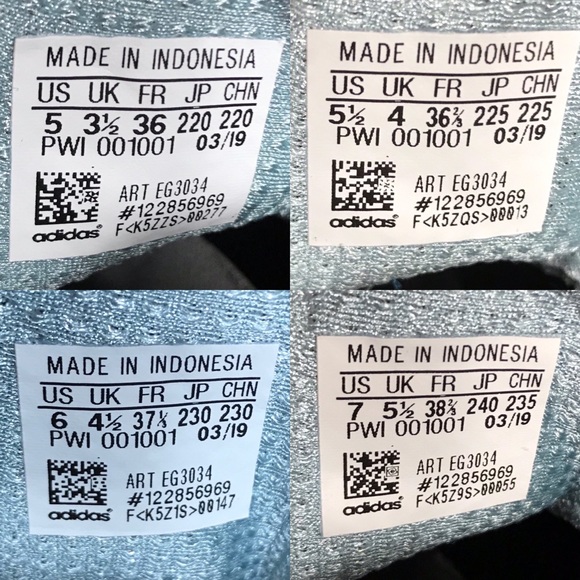 MADE IN INDONESIA
US UK FR JP CHN
5 3½ 36 220 220
PWI 001001 03/19
ART EG3034
#122856969
F<K5ZZS>00277
adidas
MADE IN INDONESIA
US UK FR JP CHN
5½ 4 36⅔ 225 225
PWI 001001 03/19
ART EG3034
#122856969
F<K5ZQS>00013
adidas
MADE IN INDONESIA
US UK FR JP CHN
6 4½ 37⅓ 230 230
PWI 001001 03/19
ART EG3034
#122856969
F<K5Z1S>00147
adidas
MADE IN INDONESIA
US UK FR JP CHN
7 5½ 38⅔ 240 235
PWI 001001 03/19
ART EG3034
#122856969
F<K5Z9S>00055
adidas